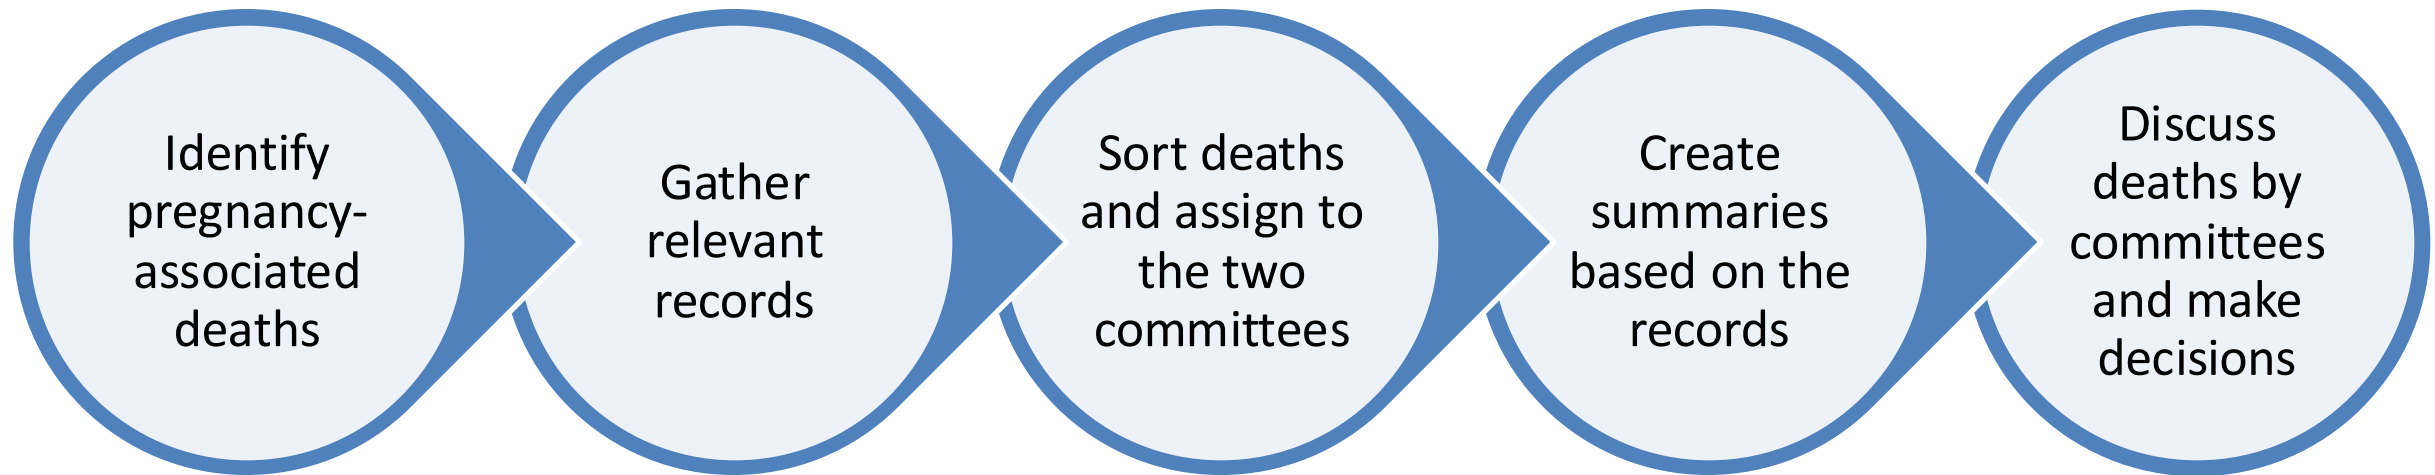 Identify
pregnancy-
associated
deaths
Gather
relevant
records
Sort deaths
and assign to
the two
committees
Create
summaries
based on the
records
Discuss
deaths by
committees
and make
decisions